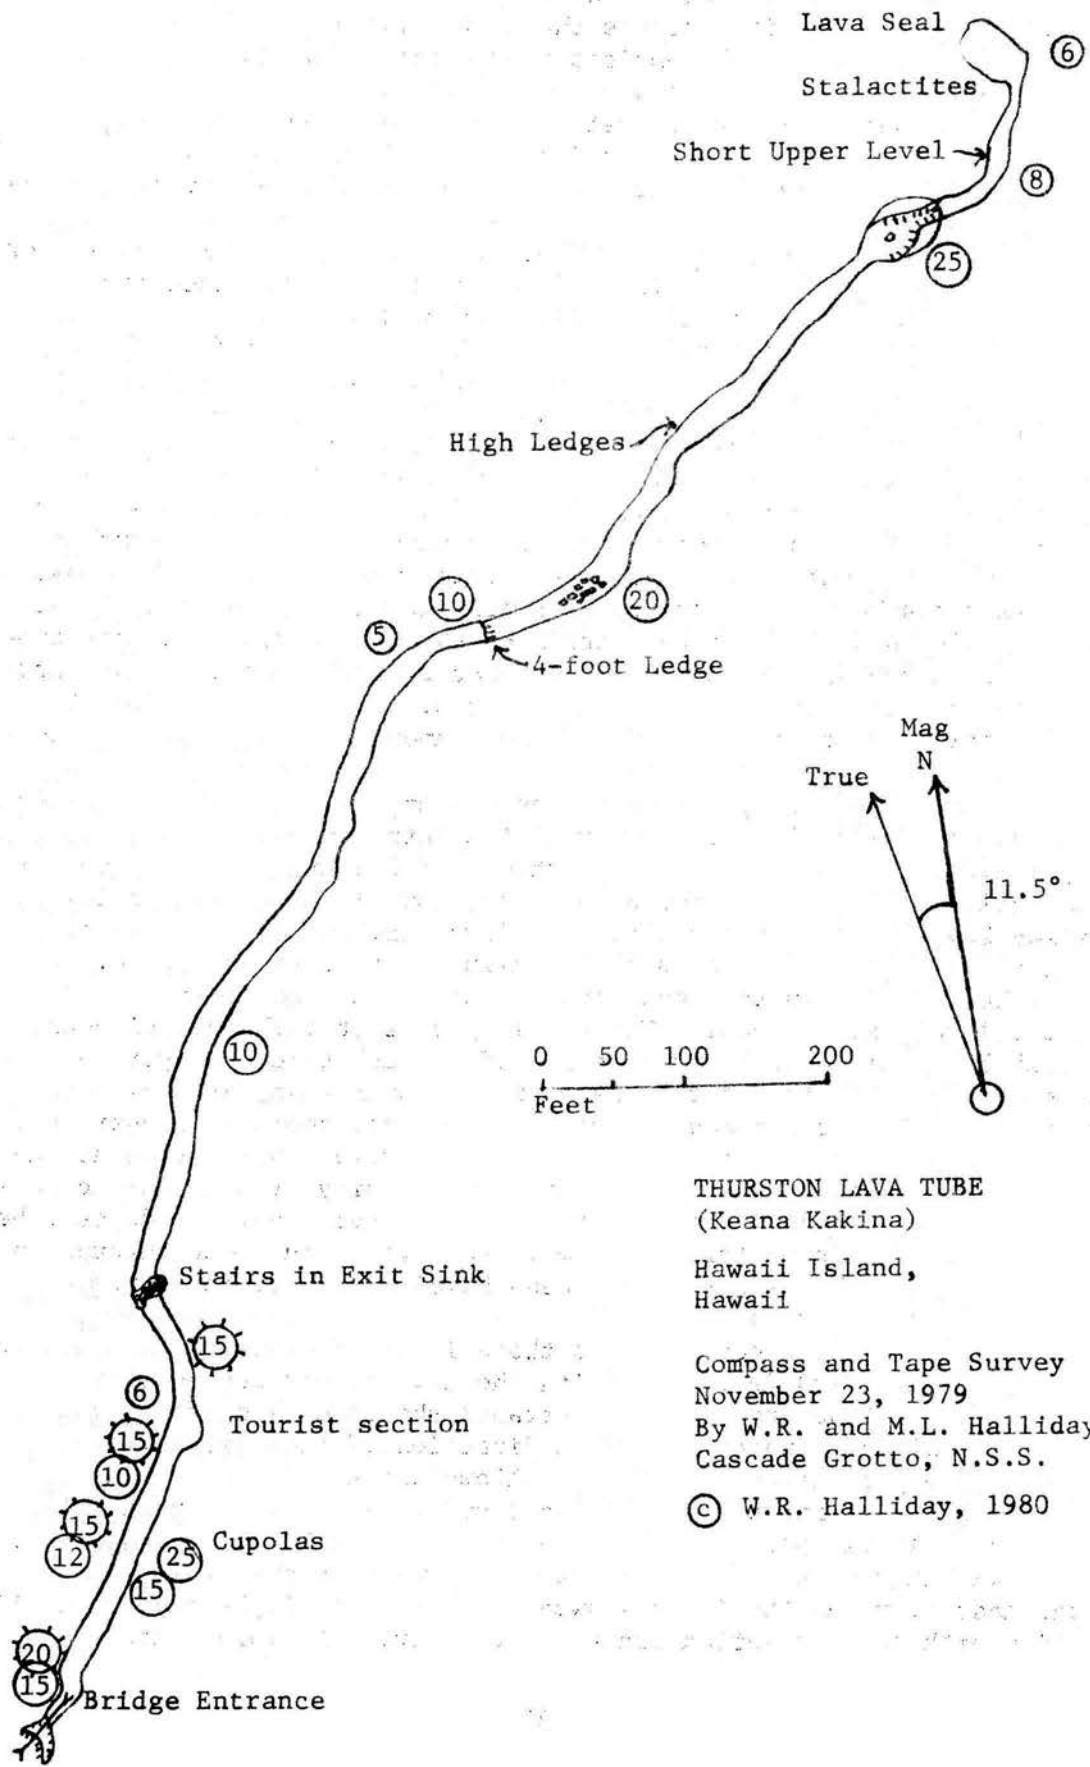 Lava Seal
6
Stalactites
Short Upper Level
8
25
High Ledges
10
20
5
4-foot Ledge
Mag
N
True
11.5°
10
0 50 100 200
Feet
THURSTON LAVA TUBE
(Keana Kakina)
Hawaii Island,
Hawaii
Compass and Tape Survey
November 23, 1979
By W.R. and M.L. Halliday
Cascade Grotto, N.S.S.
© W.R. Halliday, 1980
Stairs in Exit Sink
15
6
Tourist section
15
10
15
Cupolas
12
25
15
20
15
Bridge Entrance